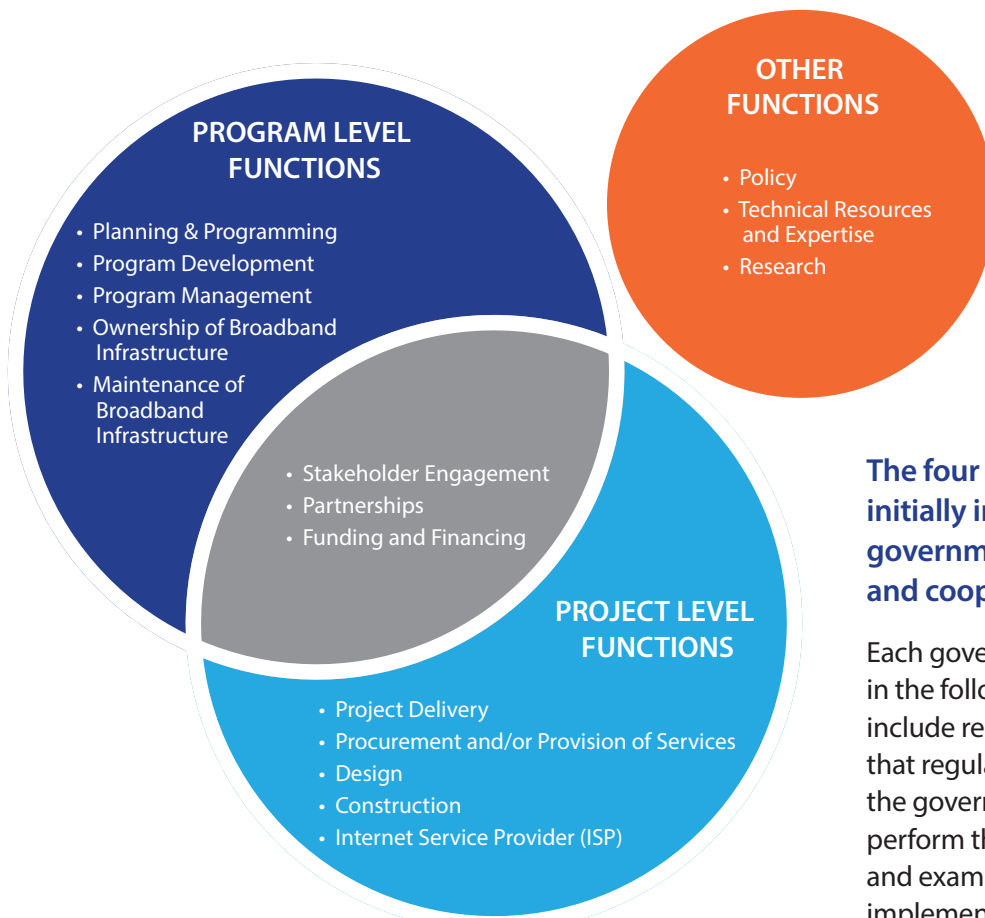 PROGRAM LEVEL
FUNCTIONS
• Planning & Programming
• Program Development
• Program Management
• Ownership of Broadband
Infrastructure
• Maintenance of
Broadband
Infrastructure
OTHER
FUNCTIONS
• Policy
• Technical Resources
and Expertise
• Research
• Stakeholder Engagement
• Partnerships
• Funding and Financing
PROJECT LEVEL
FUNCTIONS
• Project Delivery
• Procurement and/or Provision of Services
• Design
• Construction
• Internet Service Provider (ISP)
The four
initially i
governm
and coop
Each gove
in the follo
include re
that regula
the govern
perform th
and exam
implemen